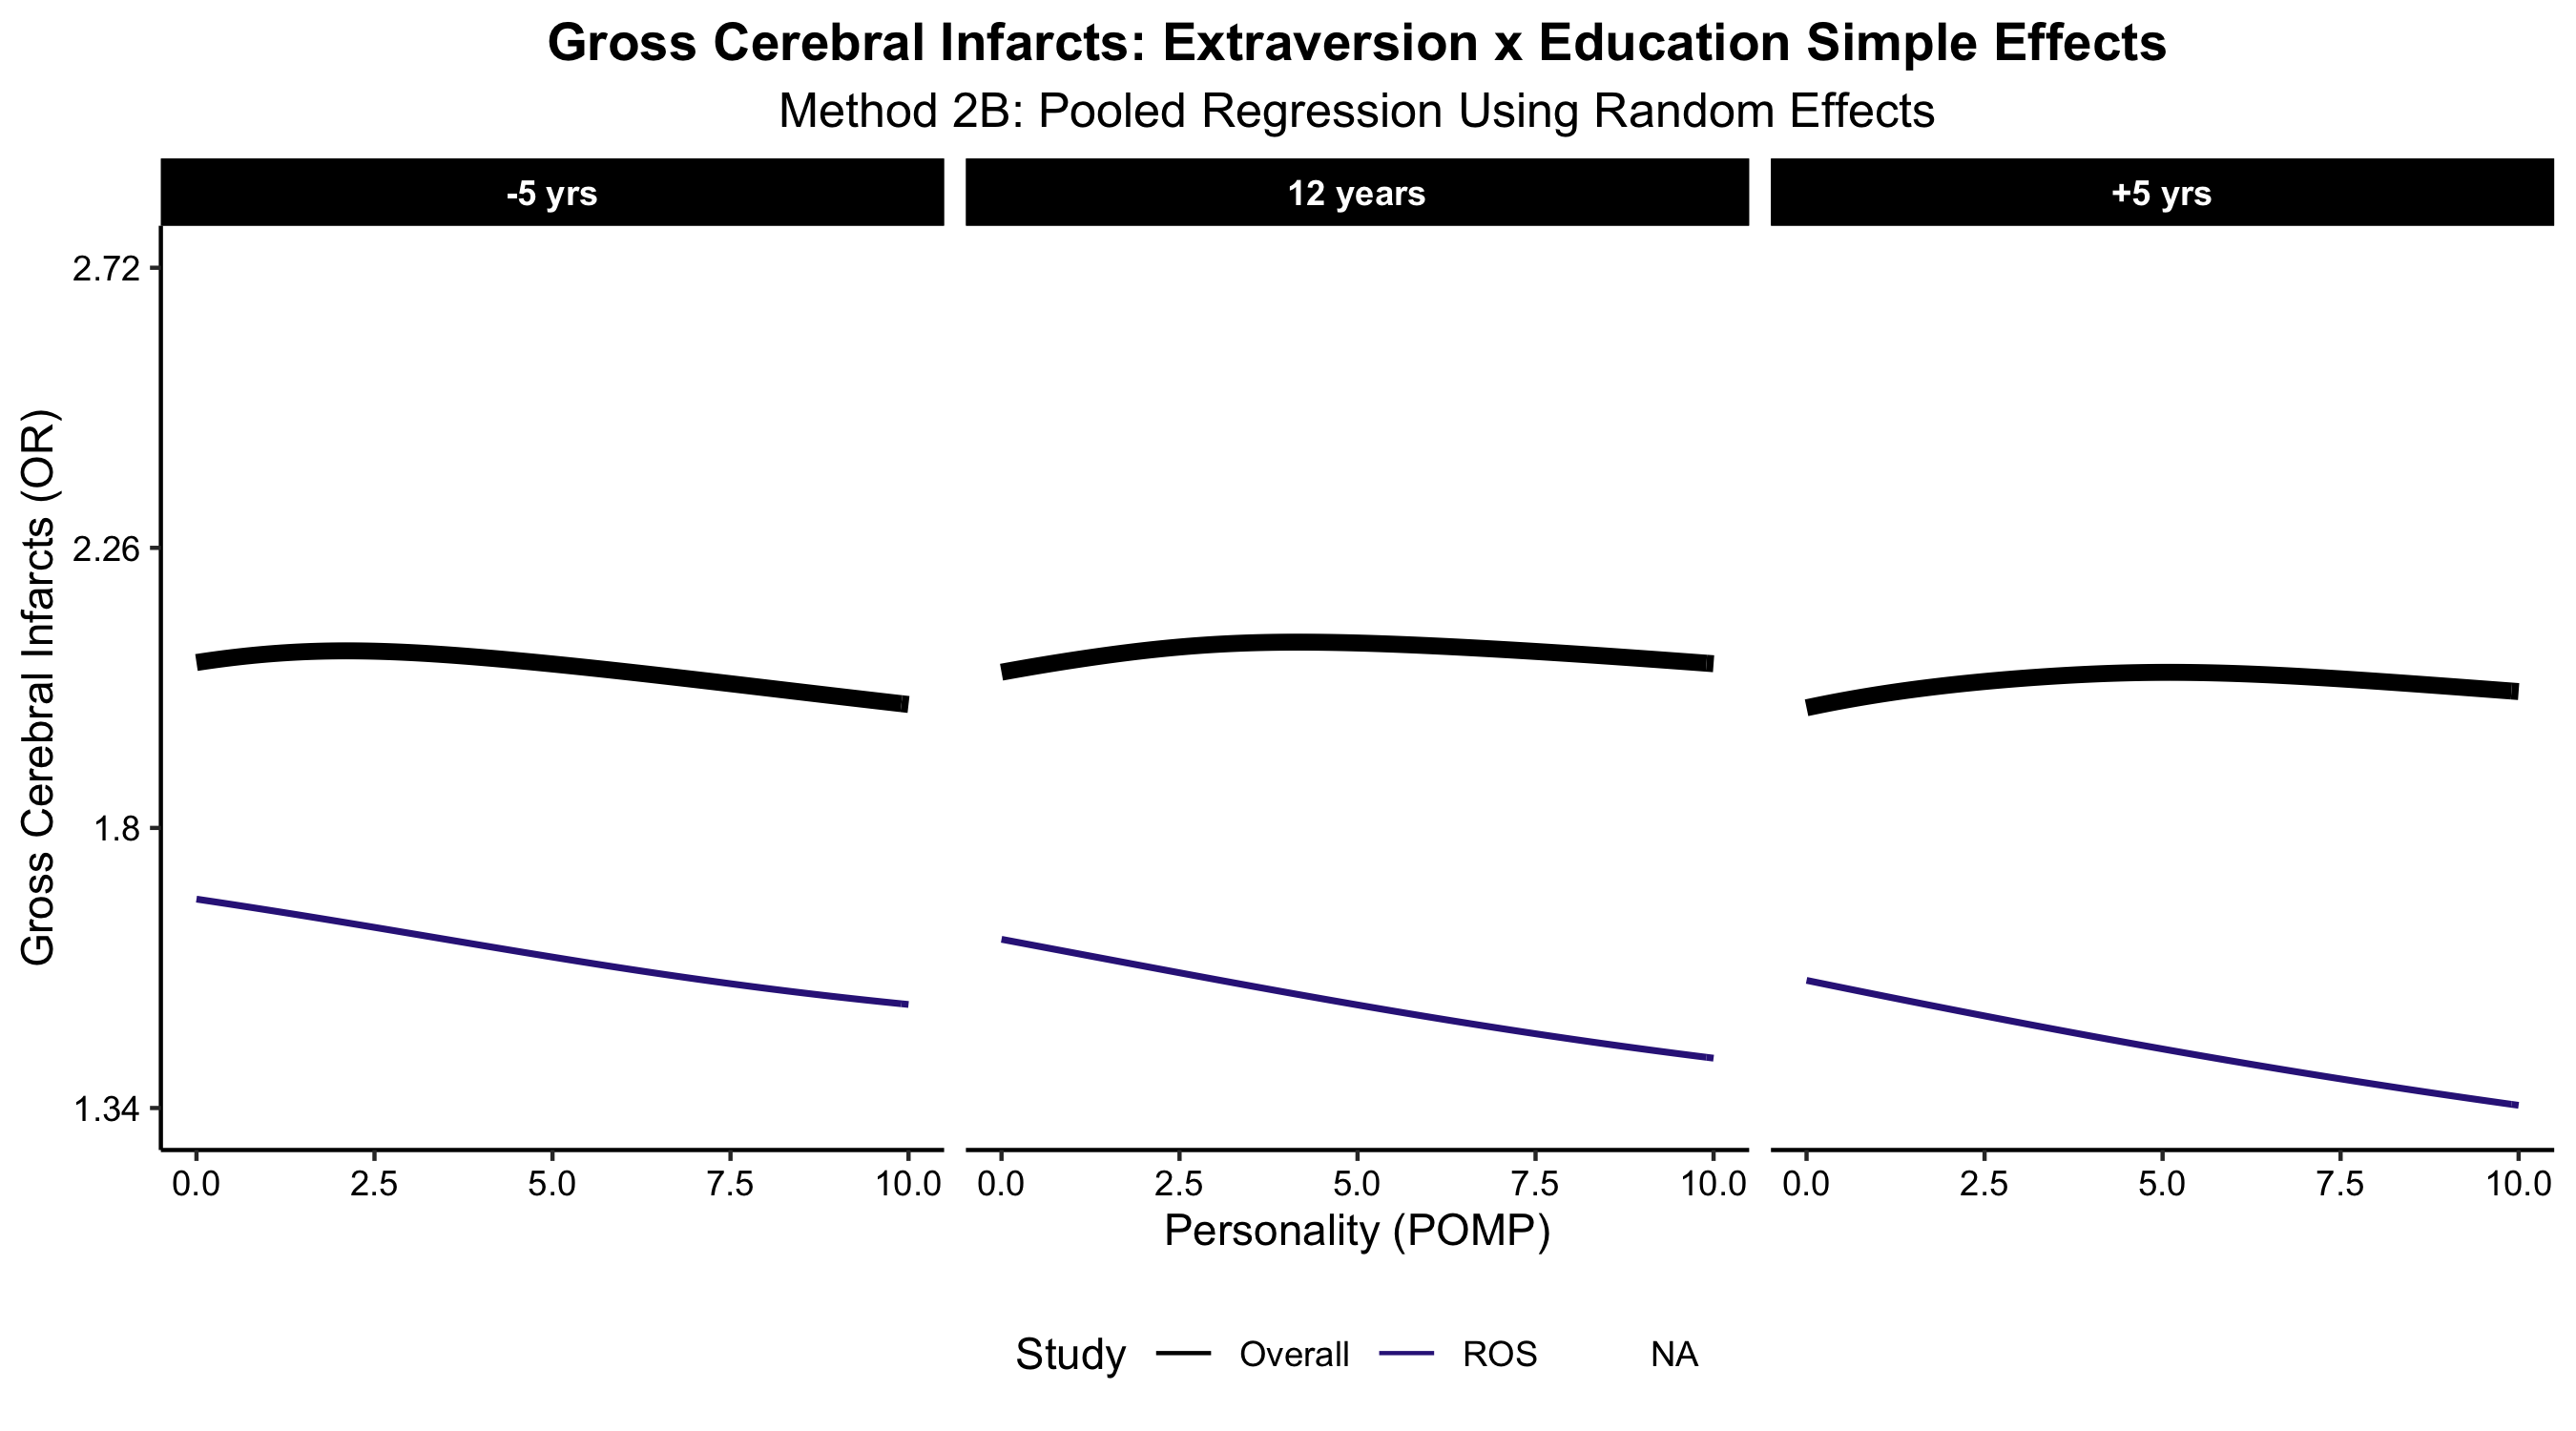 Gross Cerebral Infarcts: Extraversion x Education Simple Effects
Method 2B: Pooled Regression Using Random Effects
-5 yrs 12 years +5 yrs
Gross Cerebral Infarcts (OR)
2.72
2.26
1.8
1.34
0.0 2.5 5.0 7.5 10.0 0.0 2.5 5.0 7.5 10.0 0.0 2.5 5.0 7.5 10.0
Personality (POMP)
Study Overall ROS NA